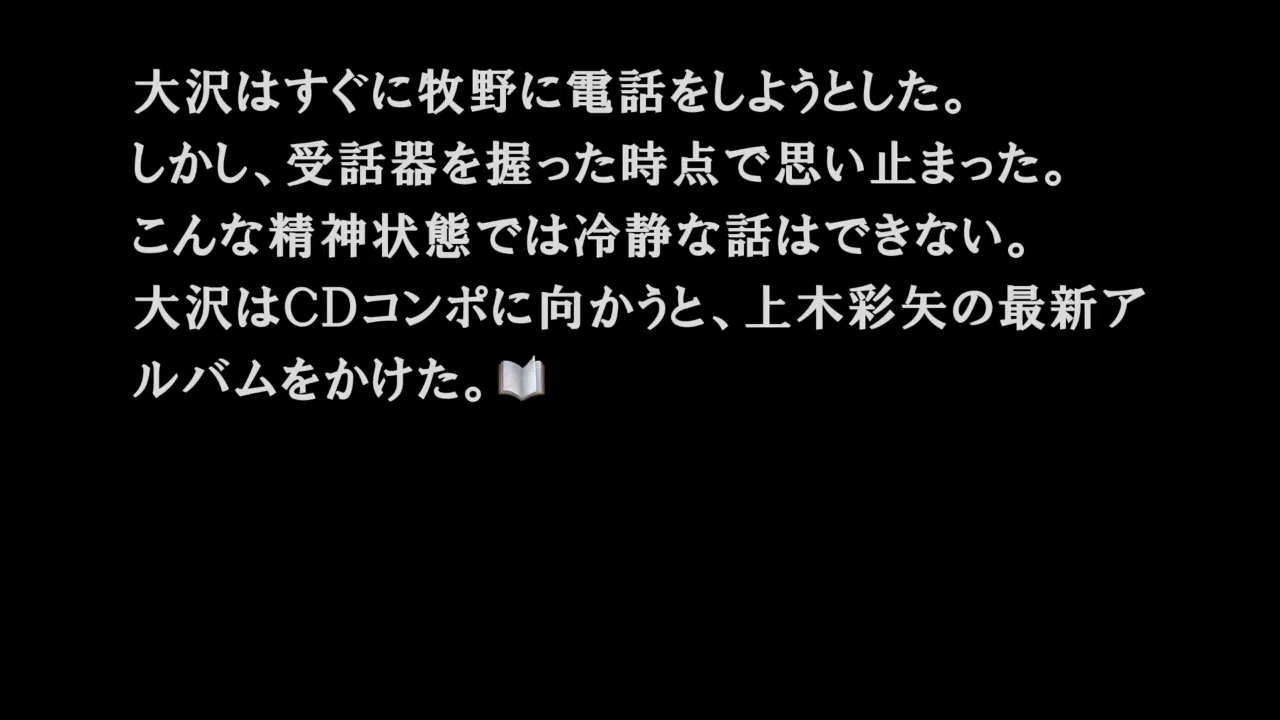 大沢はすぐに牧野に電話をしようとした。
しかし、受話器を握った時点で思い止まった。
こんな精神状態では冷静な話はできない。
大沢はCDコンポに向かうと、上木彩矢の最新ア
ルバムをかけた。